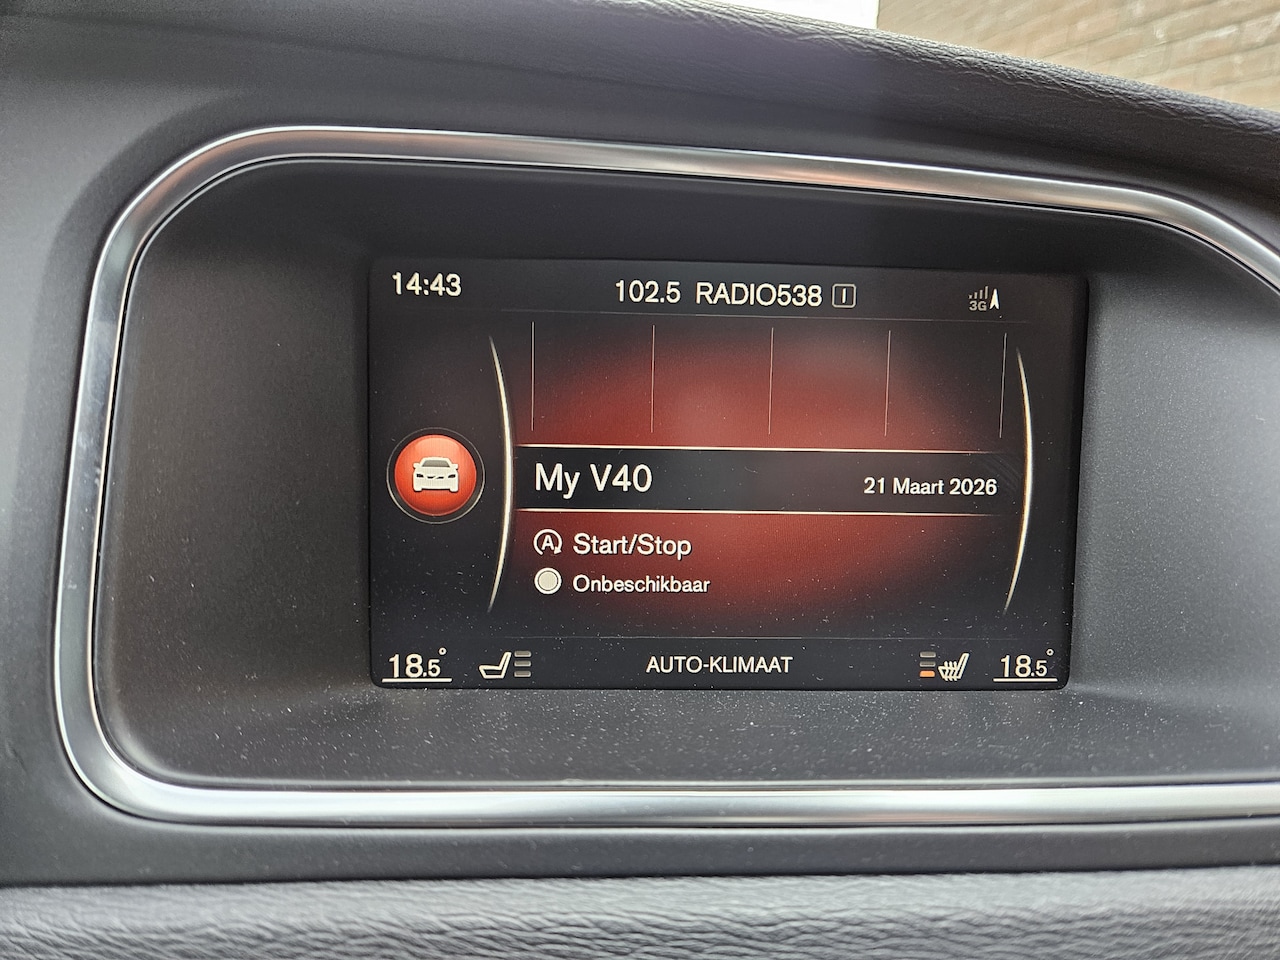 14:43 102.5 RADIO538 I 3G
My V40 21 Maart 2026
A Start/Stop
Onbeschikbaar
18.5° AUTO-KLIMAAT 18.5°